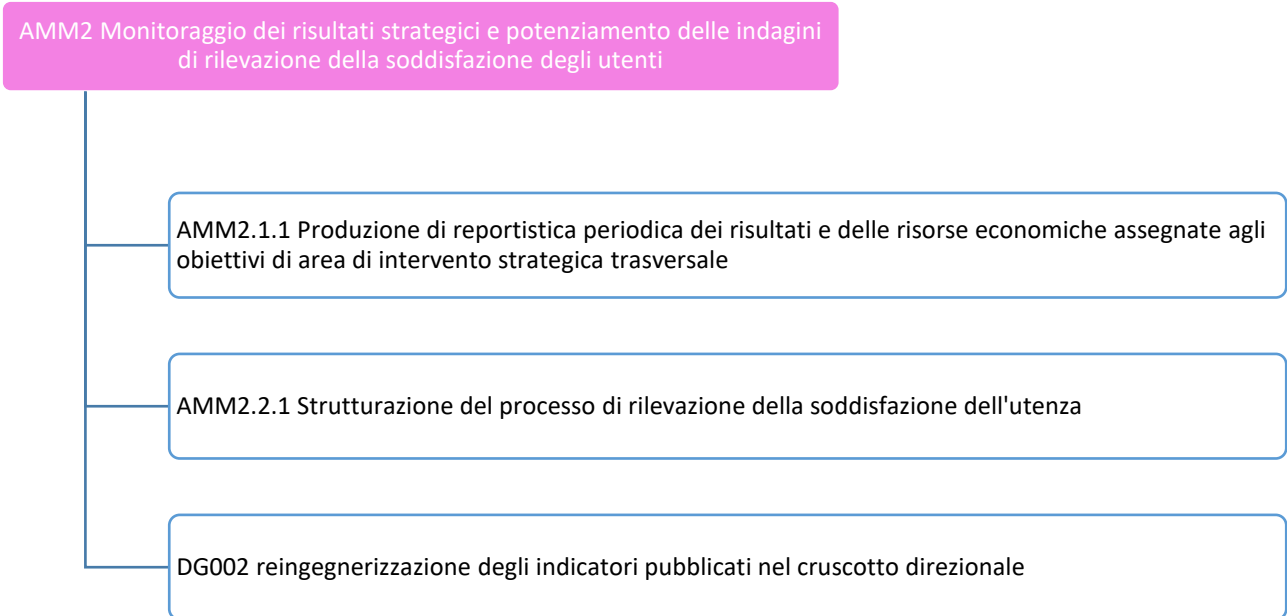 AMM2 Monitoraggio dei risultati strategici e potenziamento delle indagini
di rilevazione della soddisfazione degli utenti
AMM2.1.1 Produzione di reportistica periodica dei risultati e delle risorse economiche assegnate agli
obiettivi di area di intervento strategica trasversale
AMM2.2.1 Strutturazione del processo di rilevazione della soddisfazione dell'utenza
DG002 reingegnerizzazione degli indicatori pubblicati nel cruscotto direzionale